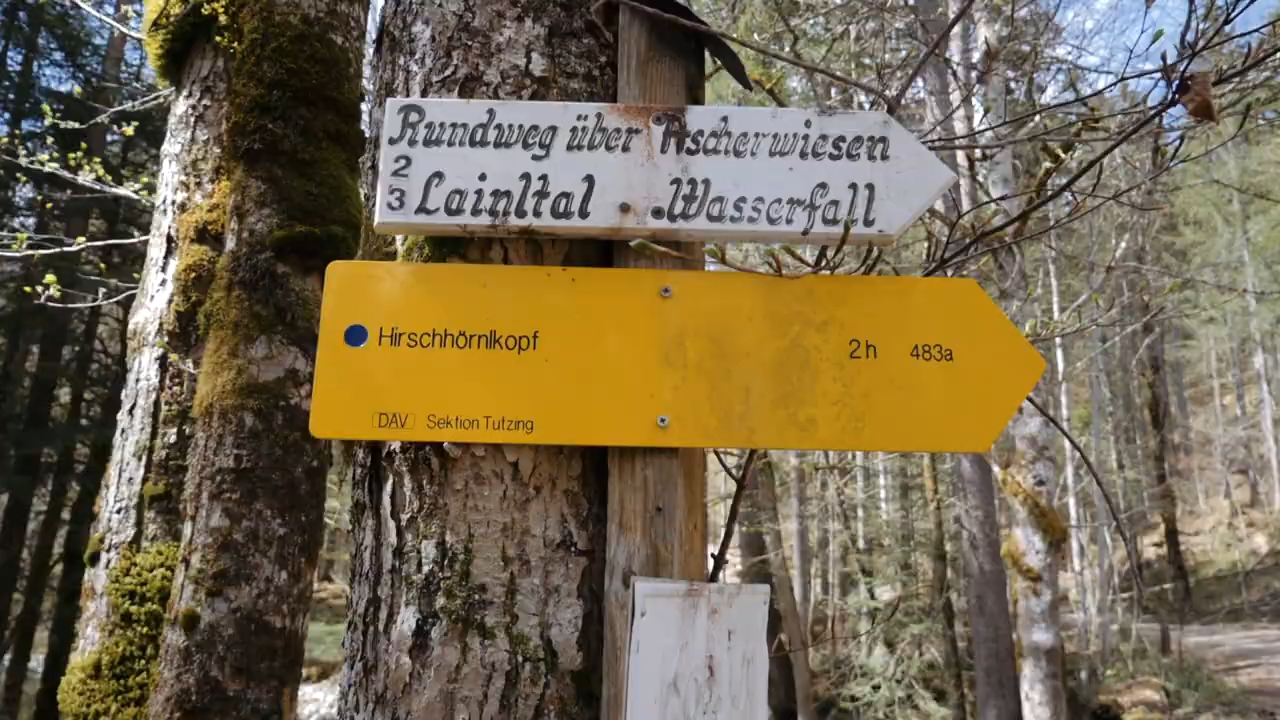 Rundweg über Ascherwiesen
2
3 Lainltal Wasserfall
Hirschhörnlkopf 2h 483a
DAV Sektion Tutzing